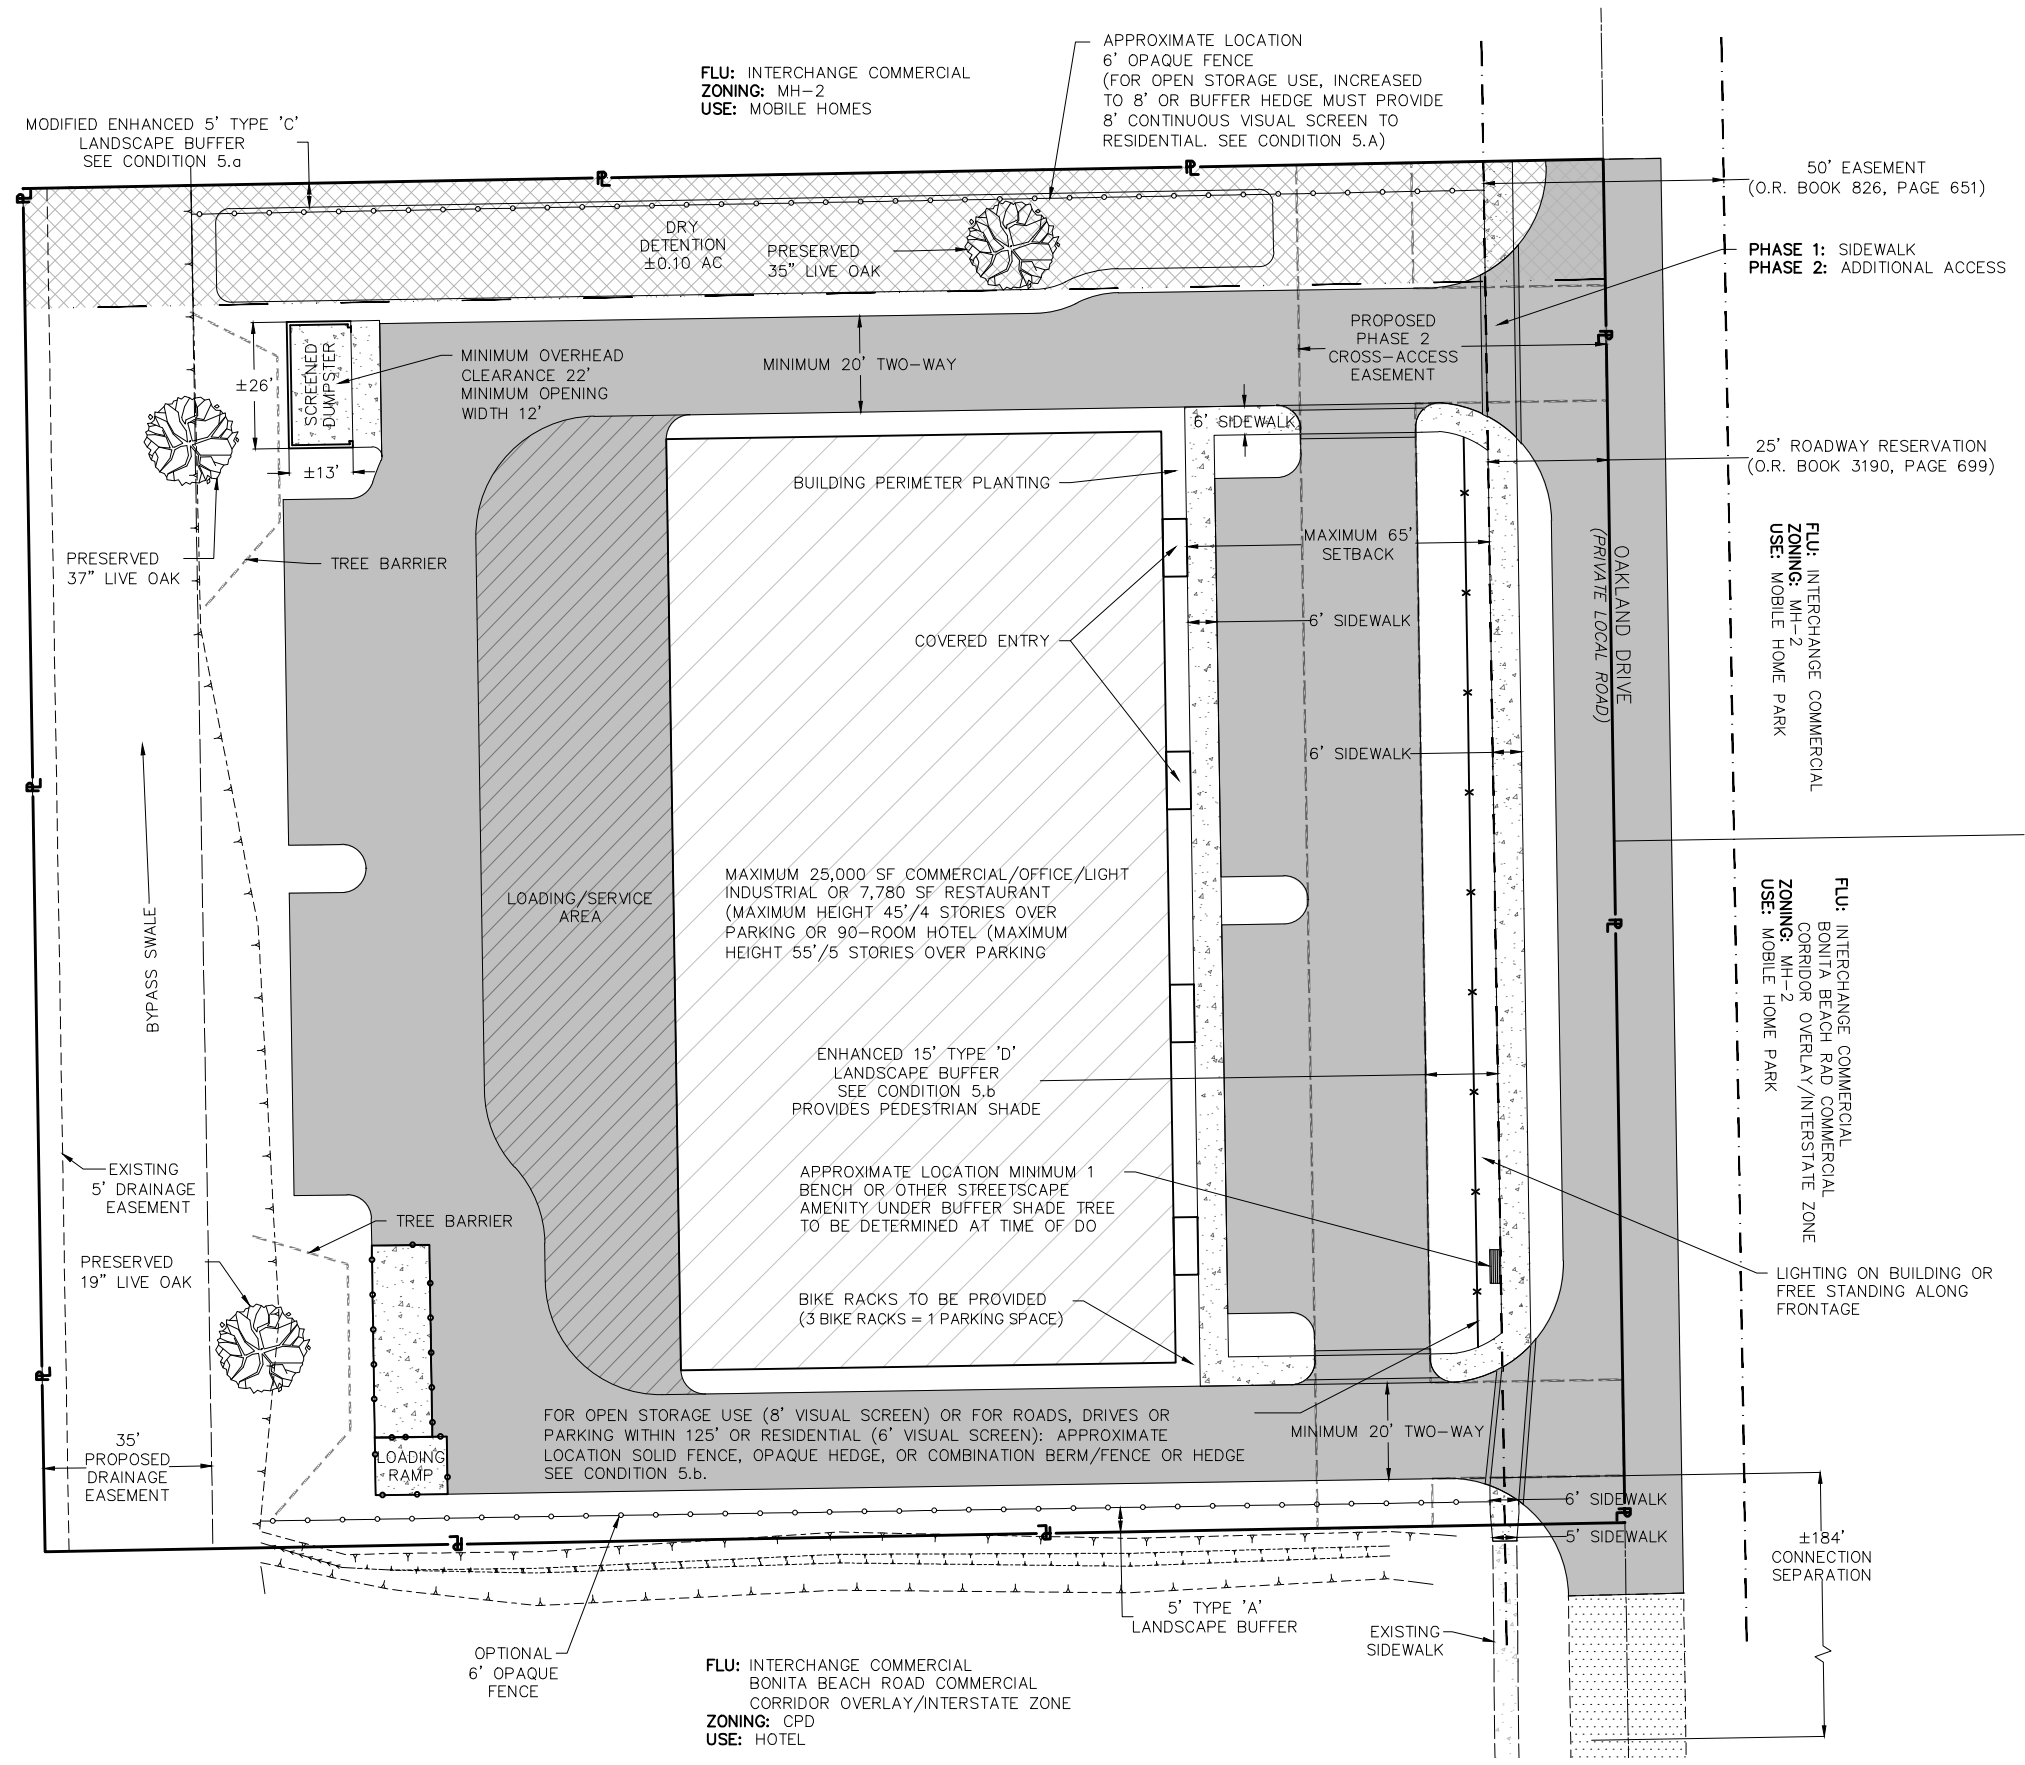 APPROXIMATE LOCATION
6' OPAQUE FENCE
(FOR OPEN STORAGE USE, INCREASED
TO 8' OR BUFFER HEDGE MUST PROVIDE
8' CONTINUOUS VISUAL SCREEN TO
RESIDENTIAL. SEE CONDITION 5.A)
FLU: INTERCHANGE COMMERCIAL
ZONING: MH-2
USE: MOBILE HOMES
MODIFIED ENHANCED 5' TYPE 'C'
LANDSCAPE BUFFER
SEE CONDITION 5.a
PL
PL
PL
50' EASEMENT
(O.R. BOOK 826, PAGE 651)
DRY
DETENTION
±0.10 AC
PRESERVED
35" LIVE OAK
PHASE 1: SIDEWALK
PHASE 2: ADDITIONAL ACCESS
PL
PROPOSED
PHASE 2
CROSS-ACCESS
EASEMENT
MINIMUM 20' TWO-WAY
SCREENED
DUMPSTER
±26'
±13'
MINIMUM OVERHEAD
CLEARANCE 22'
MINIMUM OPENING
WIDTH 12'
6' SIDEWALK
25' ROADWAY RESERVATION
(O.R. BOOK 3190, PAGE 699)
BUILDING PERIMETER PLANTING
MAXIMUM 65'
SETBACK
PRESERVED
37" LIVE OAK
TREE BARRIER
OAKLAND DRIVE
(PRIVATE LOCAL ROAD)
FLU: INTERCHANGE COMMERCIAL
ZONING: MH-2
USE: MOBILE HOME PARK
6' SIDEWALK
COVERED ENTRY
6' SIDEWALK
PL
BYPASS SWALE
LOADING/SERVICE
AREA
MAXIMUM 25,000 SF COMMERCIAL/OFFICE/LIGHT
INDUSTRIAL OR 7,780 SF RESTAURANT
(MAXIMUM HEIGHT 45'/4 STORIES OVER
PARKING OR 90-ROOM HOTEL (MAXIMUM
HEIGHT 55'/5 STORIES OVER PARKING
PL
FLU: INTERCHANGE COMMERCIAL
BONITA BEACH RAD COMMERCIAL
CORRIDOR OVERLAY/INTERSTATE ZONE
ZONING: MH-2
USE: MOBILE HOME PARK
ENHANCED 15' TYPE 'D'
LANDSCAPE BUFFER
SEE CONDITION 5.b
PROVIDES PEDESTRIAN SHADE
EXISTING
5' DRAINAGE
EASEMENT
APPROXIMATE LOCATION MINIMUM 1
BENCH OR OTHER STREETSCAPE
AMENITY UNDER BUFFER SHADE TREE
TO BE DETERMINED AT TIME OF DO
TREE BARRIER
PRESERVED
19" LIVE OAK
LIGHTING ON BUILDING OR
FREE STANDING ALONG
FRONTAGE
BIKE RACKS TO BE PROVIDED
(3 BIKE RACKS = 1 PARKING SPACE)
PL
FOR OPEN STORAGE USE (8' VISUAL SCREEN) OR FOR ROADS, DRIVES OR
PARKING WITHIN 125' OR RESIDENTIAL (6' VISUAL SCREEN): APPROXIMATE
LOCATION SOLID FENCE, OPAQUE HEDGE, OR COMBINATION BERM/FENCE OR HEDGE
SEE CONDITION 5.b.
MINIMUM 20' TWO-WAY
35'
PROPOSED
DRAINAGE
EASEMENT
LOADING
RAMP
6' SIDEWALK
PL
5' SIDEWALK
PL
PL
±184'
CONNECTION
SEPARATION
5' TYPE 'A'
LANDSCAPE BUFFER
EXISTING
SIDEWALK
OPTIONAL
6' OPAQUE
FENCE
FLU: INTERCHANGE COMMERCIAL
BONITA BEACH ROAD COMMERCIAL
CORRIDOR OVERLAY/INTERSTATE ZONE
ZONING: CPD
USE: HOTEL